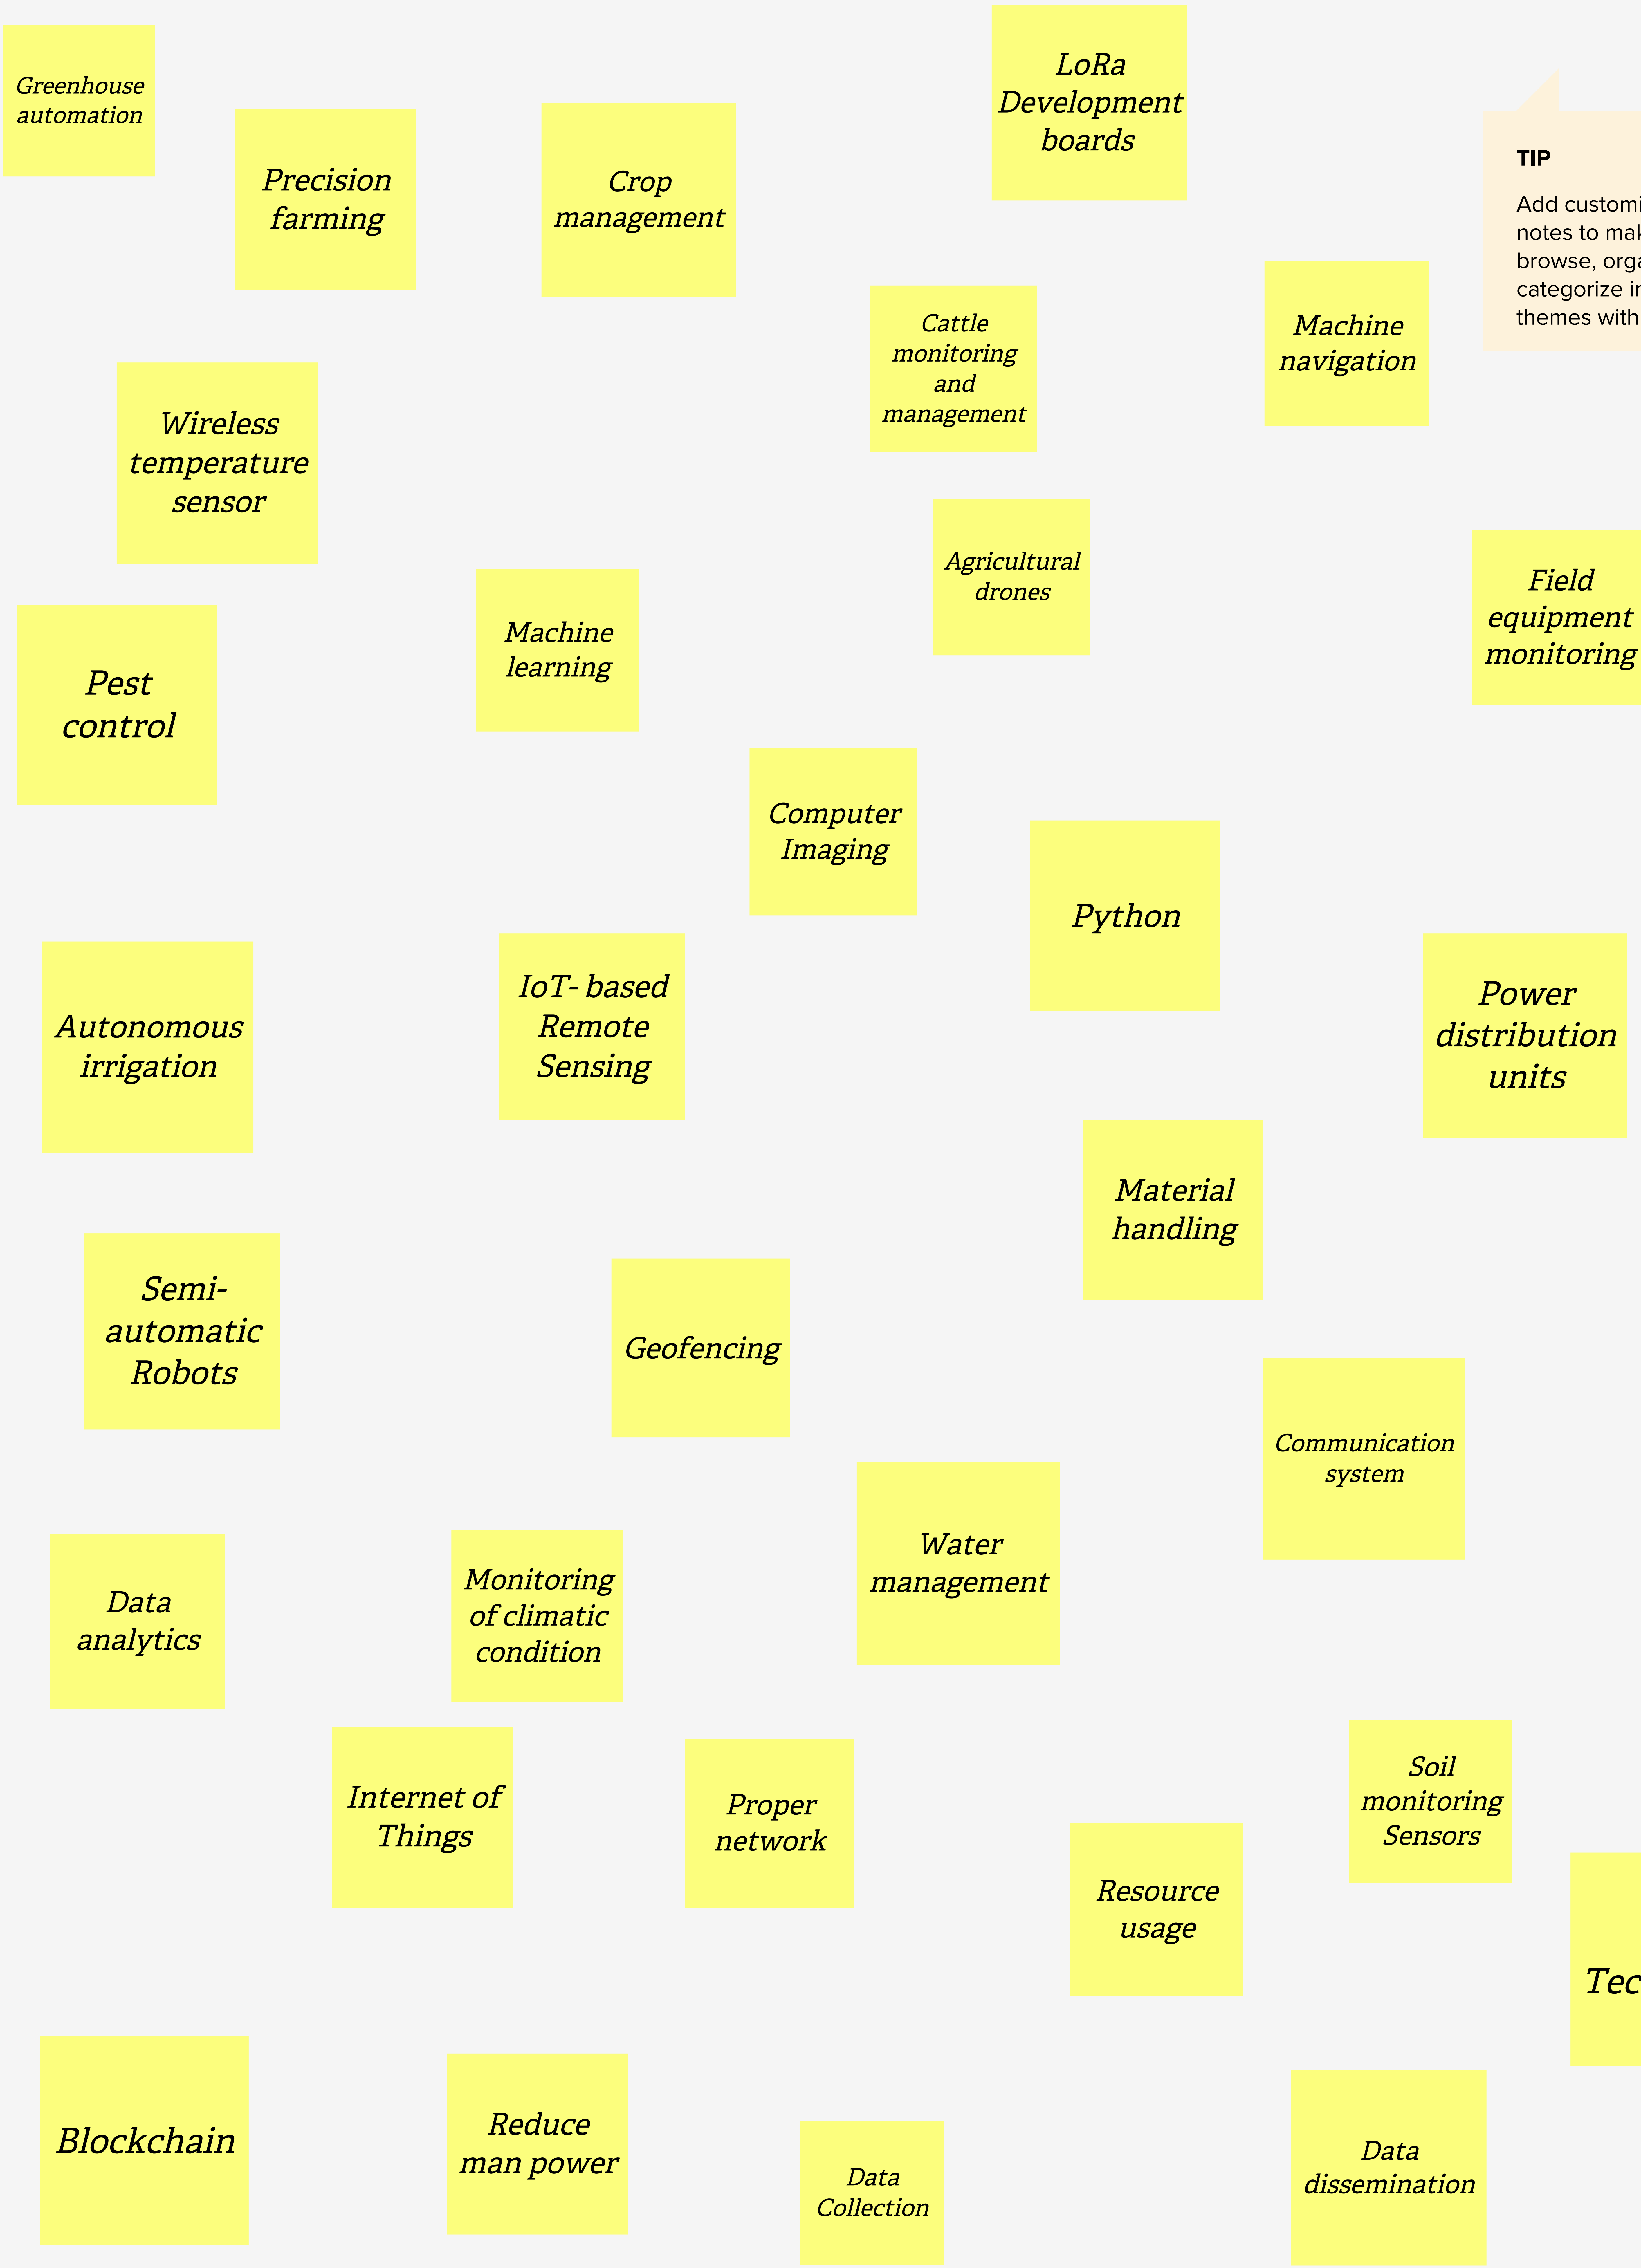 Greenhouse
automation
Precision
farming
Crop
management
LoRa
Development
boards
TIP
Add
notes to
browse,
categorize
themes with
Cattle
monitoring
and
management
Machine
navigation
Wireless
temperature
sensor
Agricultural
drones
Field
equipment
monitoring
Machine
learning
Pest
control
Computer
Imaging
Python
IoT- based
Remote
Sensing
Autonomous
irrigation
Power
distribution
units
Material
handling
Semi-
automatic
Robots
Geofencing
Communication
system
Water
management
Data
analytics
Monitoring
of climatic
condition
Internet of
Things
Proper
network
Soil
monitoring
Sensors
Resource
usage
Blockchain
Reduce
man power
Data
Collection
Data
dissemination